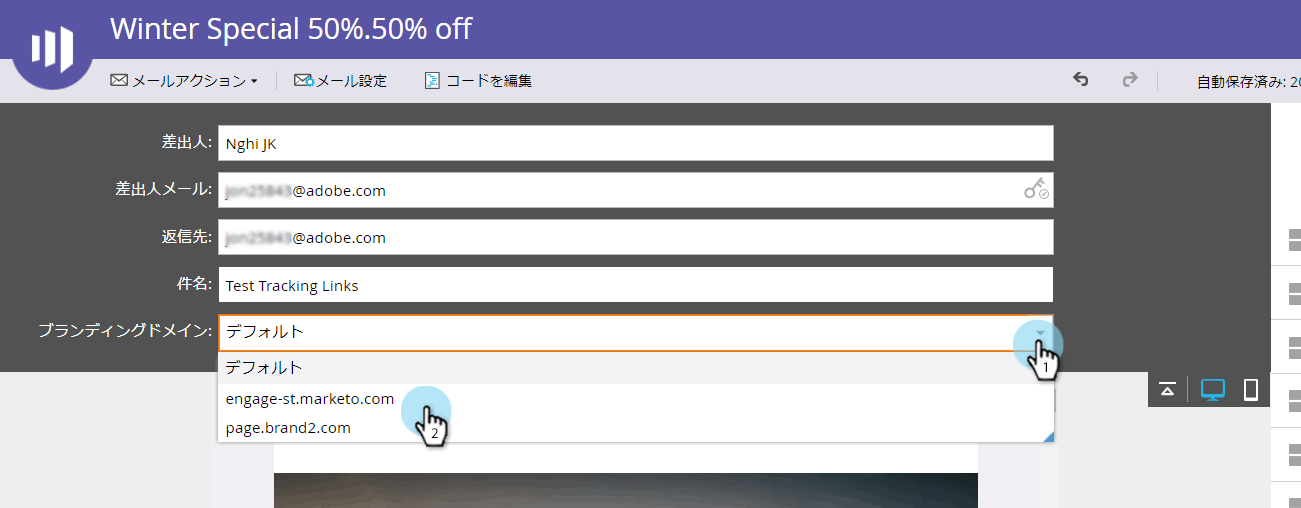 Winter Special 50%.50% off
メールアクション メール設定 コードを編集 自動保存済み: 20
差出人: Nghi JK
差出人メール: @adobe.com
返信先: @adobe.com
件名: Test Tracking Links
ブランディングドメイン: デフォルト
1
デフォルト
engage-st.marketo.com
2
page.brand2.com